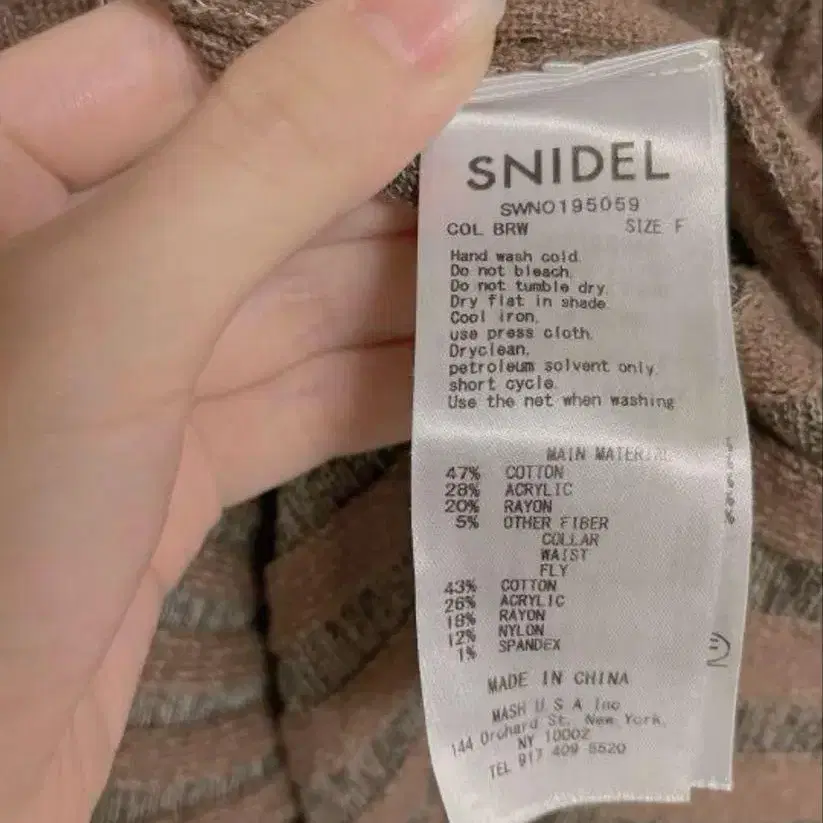 SNIDEL
SWNO195059
COL BRW SIZE F
Hand wash cold.
Do not bleach.
Do not tumble dry.
Dry flat in shade.
Cool iron,
use press cloth.
Dryclean,
petroleum solvent only,
short cycle.
Use the net when washing
MAIN MATERIAL
47% COTTON
28% ACRYLIC
20% RAYON
5% OTHER FIBER
COLLAR
WAIST
FLY
43% COTTON
26% ACRYLIC
18% RAYON
12% NYLON
1% SPANDEX
MADE IN CHINA
MASH U.S.A Inc
144 Orchard St. New York,
NY 10002
TEL 917 409 5520